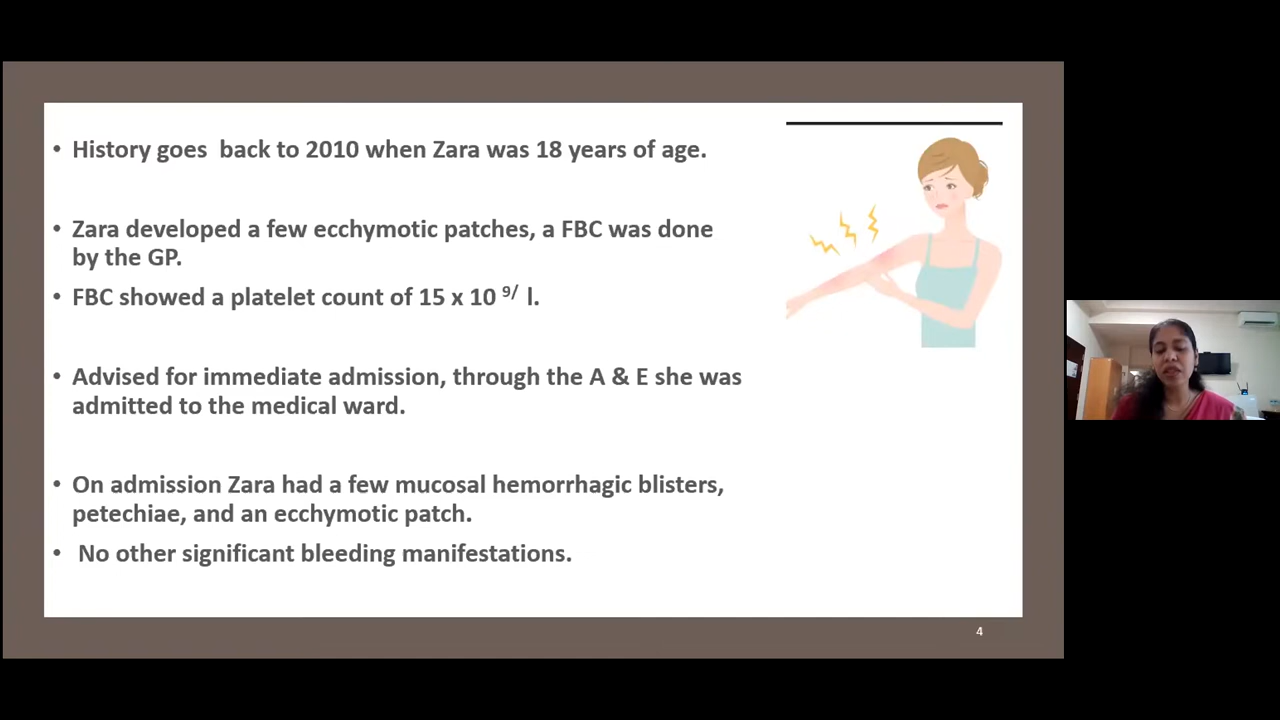 • History goes  back to 2010 when Zara was 18 years of age.
• Zara developed a few ecchymotic patches, a FBC was done
by the GP.
• FBC showed a platelet count of 15 x 10 ⁹/ l.
• Advised for immediate admission, through the A & E she was
admitted to the medical ward.
• On admission Zara had a few mucosal hemorrhagic blisters,
petechiae, and an ecchymotic patch.
• No other significant bleeding manifestations.
4